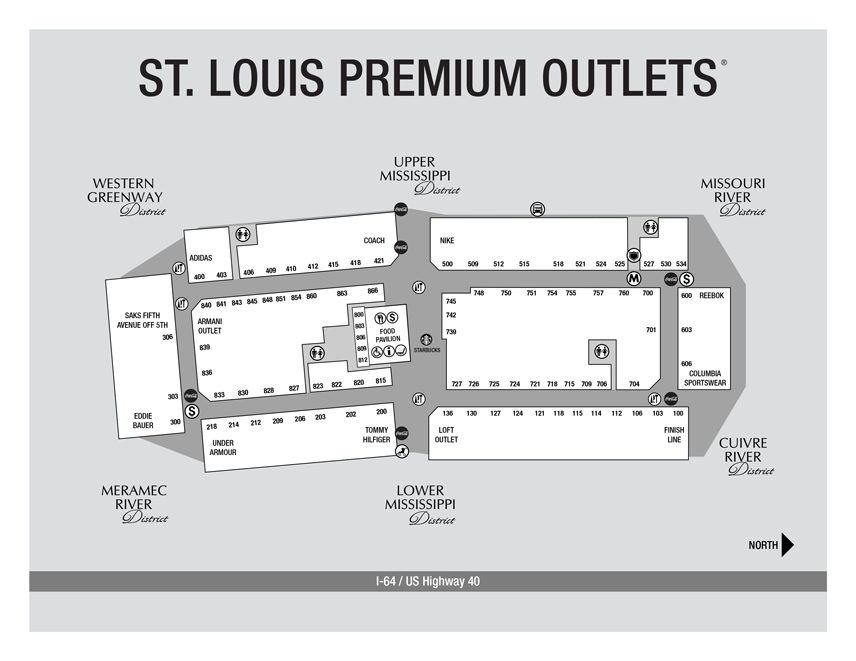 ST. LOUIS PREMIUM OUTLETS®
UPPER
MISSISSIPPI
District
WESTERN
GREENWAY
District
MISSOURI
RIVER
District
ADIDAS
400 403
COACH
406 409 410 412 415 418 421
NIKE
500 509 512 515 518 521 524 525 527 530 534
M
S
SAKS FIFTH
AVENUE OFF 5TH
306
303
S
EDDIE
BAUER
300
840 841 843 845 848 851 854 860 863 866
ARMANI
OUTLET
839
836
833 830 828 827 823 822 820 815
800
803
806
809
812
S
FOOD
PAVILION
STARBUCKS
745
742
739
748 750 751 754 755 757 760 700
701
727 726 725 724 721 718 715 709 706 704
600 REEBOK
603
606
COLUMBIA
SPORTSWEAR
218 214 212 209 206 203 202 200
UNDER
ARMOUR
TOMMY
HILFIGER
136 130 127 124 121 118 115 114 112 106 103 100
LOFT
OUTLET
FINISH
LINE
MERAMEC
RIVER
District
LOWER
MISSISSIPPI
District
CUIVRE
RIVER
District
NORTH
I-64 / US Highway 40